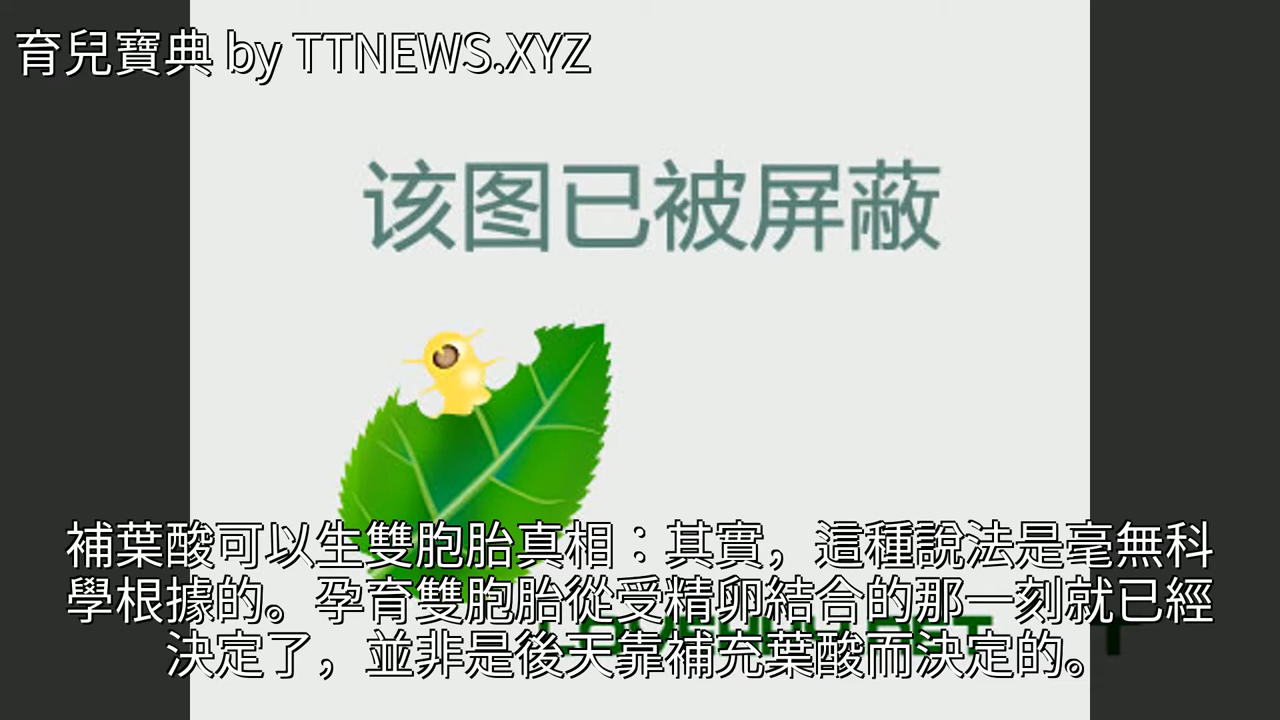 育兒寶典 by TTNEWS.XYZ
该图已被屏蔽
補葉酸可以生雙胞胎真相：其實，這種說法是毫無科
學根據的。孕育雙胞胎從受精卵結合的那一刻就已經
決定了，並非是後天靠補充葉酸而決定的。